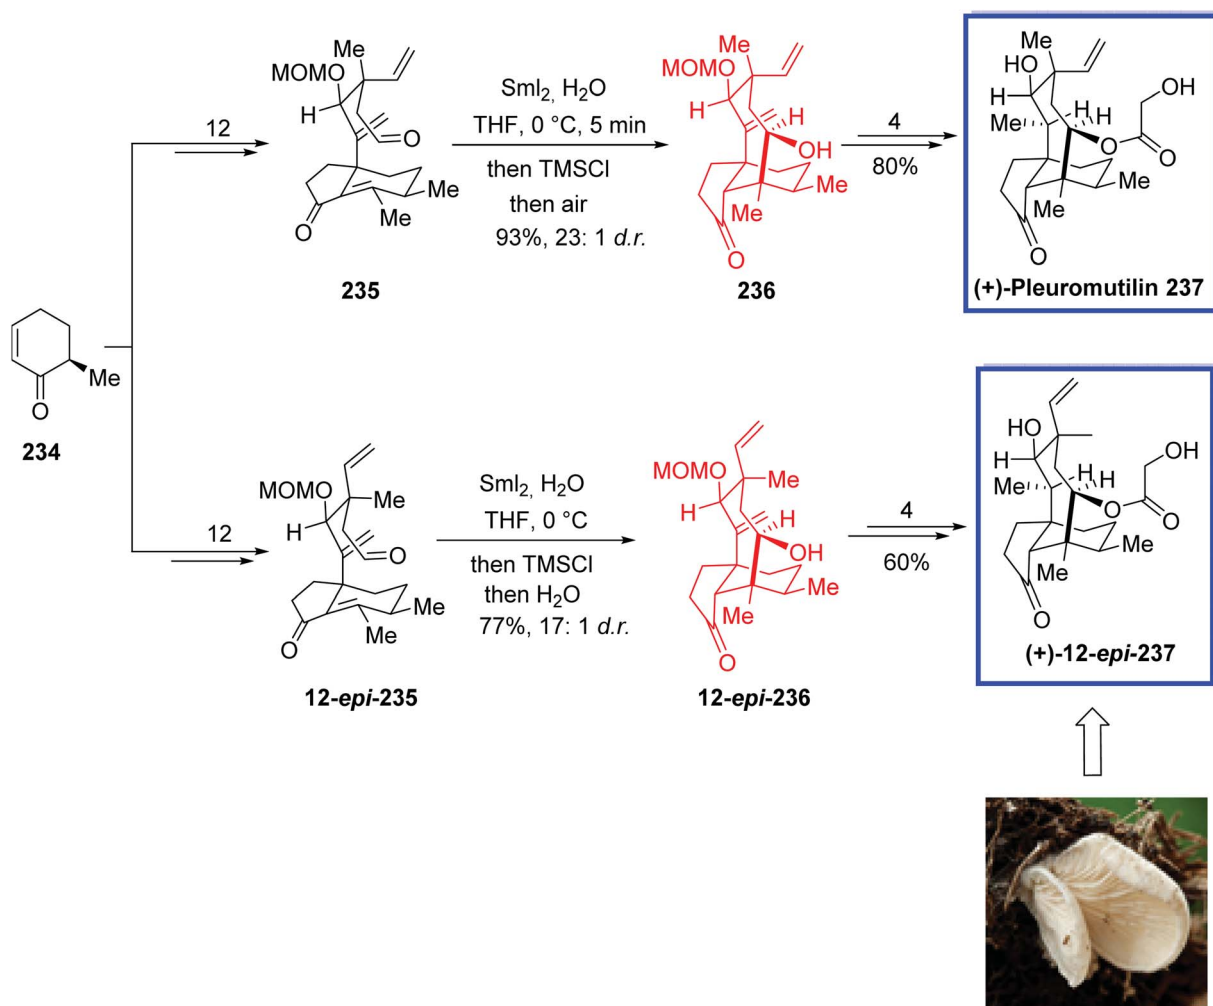 Me
MOMO
H
O
Me
Me
O
235
12
SmI2, H2O
THF, 0 °C, 5 min
then TMSCl
then air
93%, 23: 1 d.r.
Me
MOMO
H
H
OH
Me
Me
O
236
4
80%
Me
HO
H
Me
H
O
O
OH
Me
Me
O
(+)-Pleuromutilin 237
O
Me
234
12
MOMO
Me
H
O
Me
Me
O
12-epi-235
SmI2, H2O
THF, 0 °C
then TMSCl
then H2O
77%, 17: 1 d.r.
MOMO
Me
H
H
OH
Me
Me
O
12-epi-236
4
60%
HO
H
Me
H
O
O
OH
Me
Me
O
(+)-12-epi-237